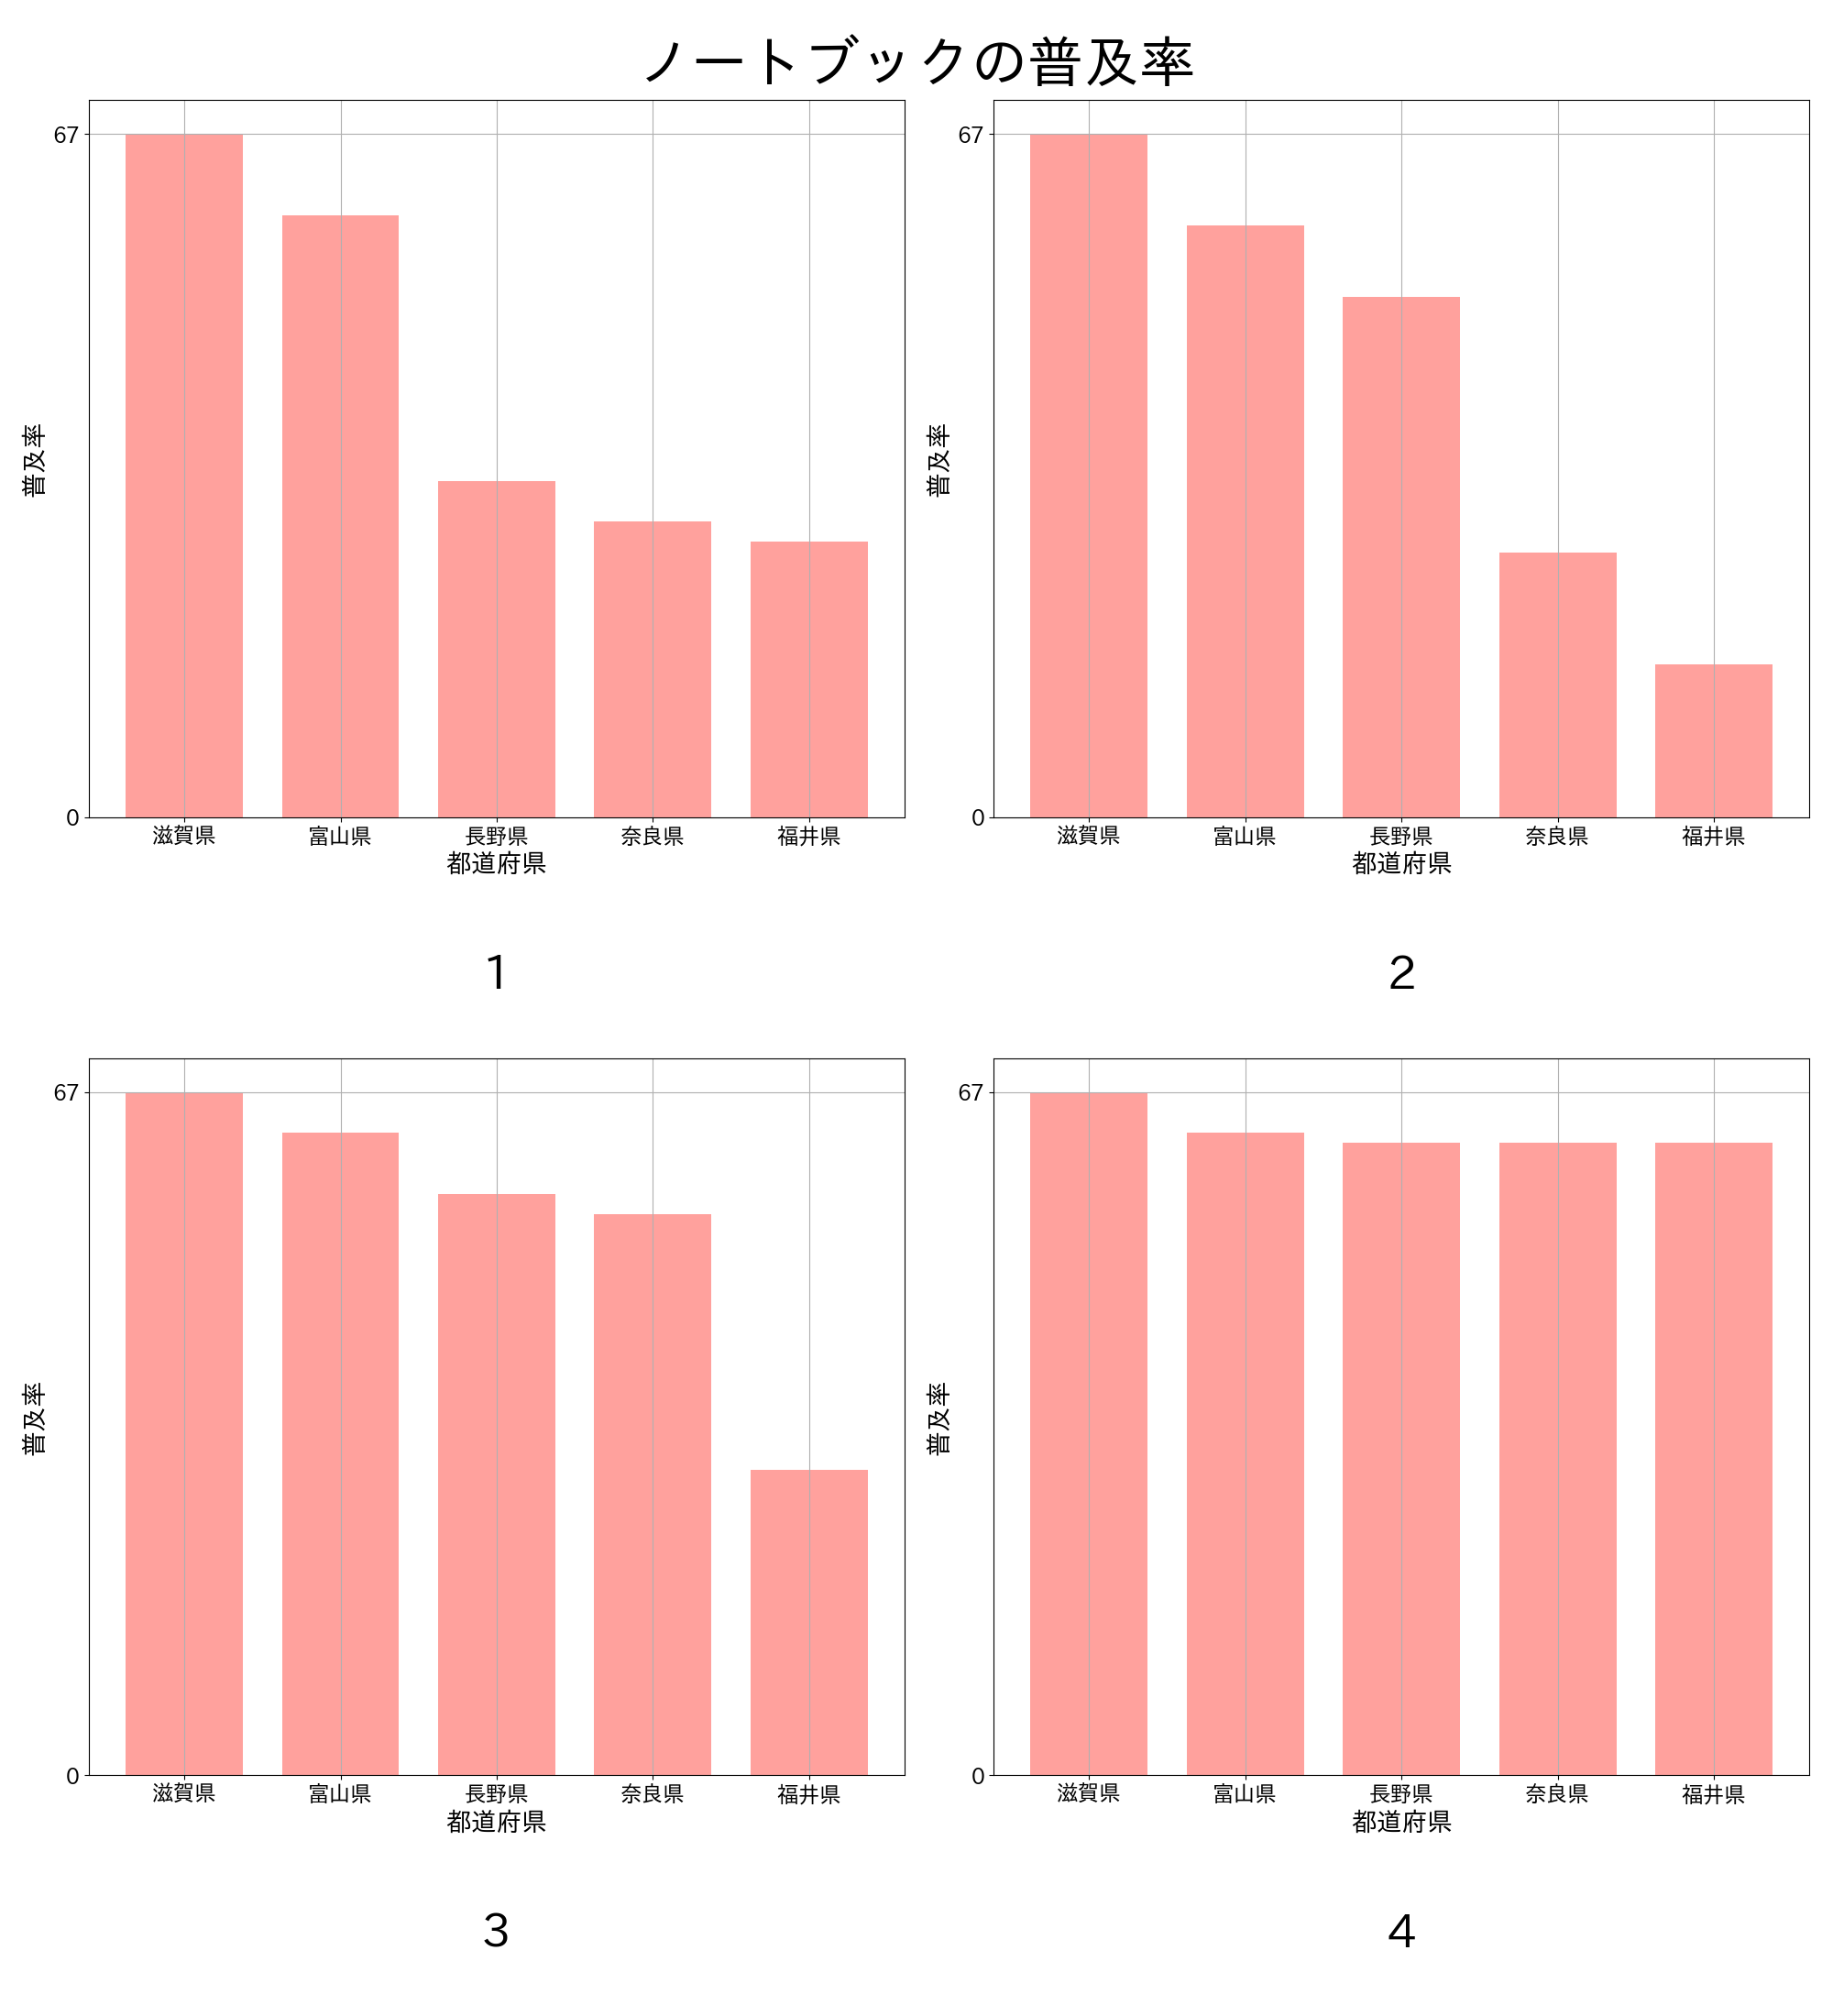 ノートブックの普及率
67
0
普及率
滋賀県 富山県 長野県 奈良県 福井県
都道府県
1
67
0
普及率
滋賀県 富山県 長野県 奈良県 福井県
都道府県
2
67
0
普及率
滋賀県 富山県 長野県 奈良県 福井県
都道府県
3
67
0
普及率
滋賀県 富山県 長野県 奈良県 福井県
都道府県
4